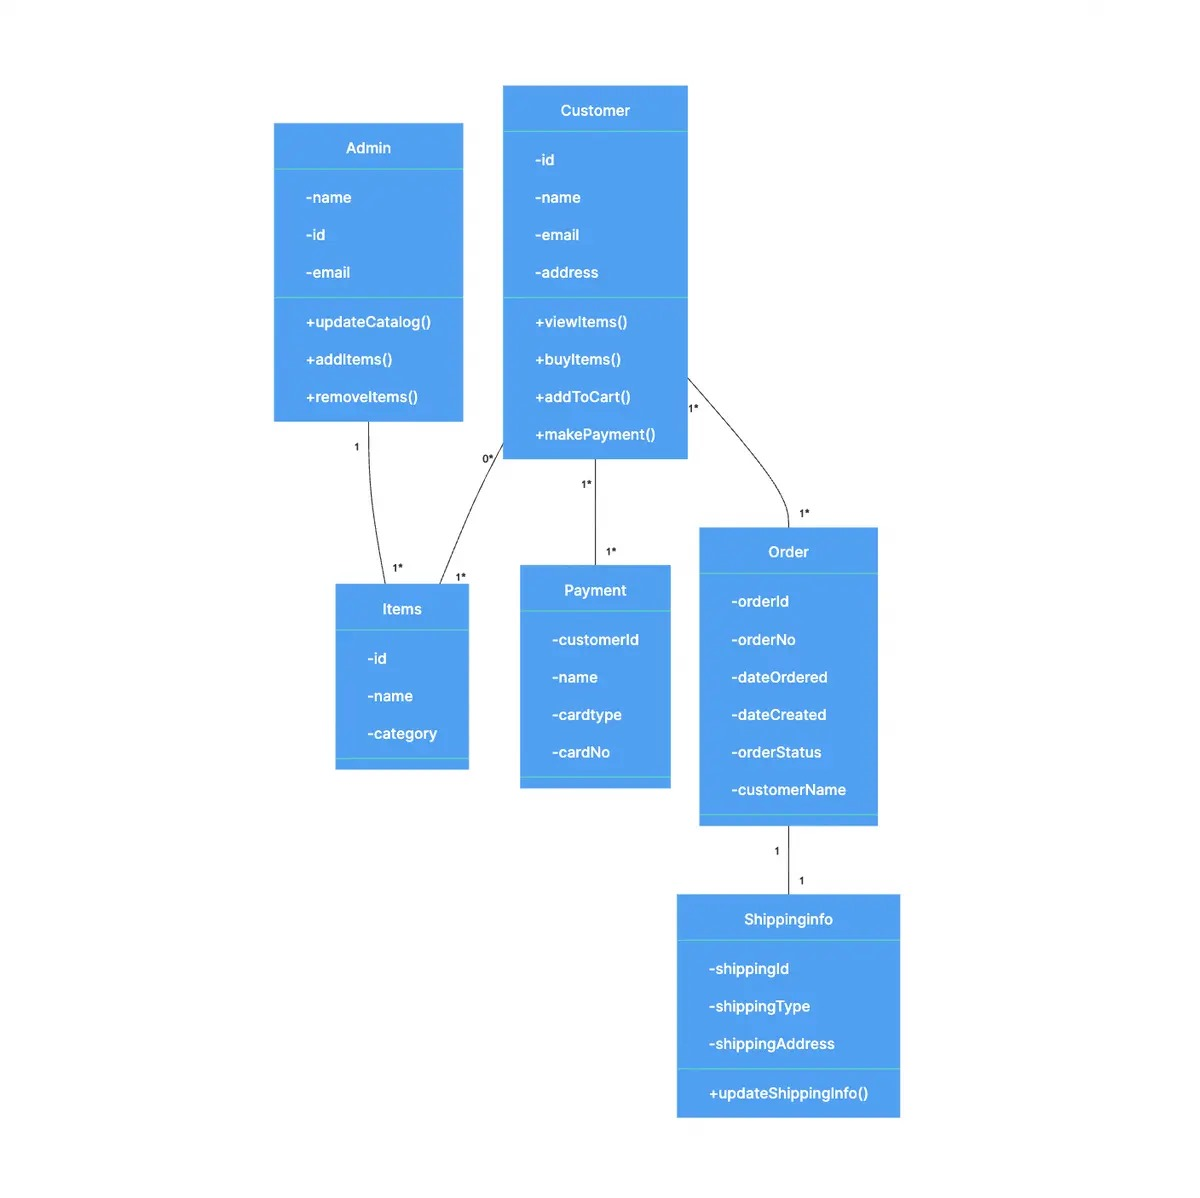 Customer
-id
-name
-email
-address
+viewItems()
+buyItems()
+addToCart()
+makePayment()
Admin
-name
-id
-email
+updateCatalog()
+addItems()
+removeItems()
1
1*
0*
1*
1*
1*
1*
1*
Items
-id
-name
-category
Payment
-customerId
-name
-cardtype
-cardNo
Order
-orderId
-orderNo
-dateOrdered
-dateCreated
-orderStatus
-customerName
1
1
Shippinginfo
-shippingId
-shippingType
-shippingAddress
+updateShippingInfo()